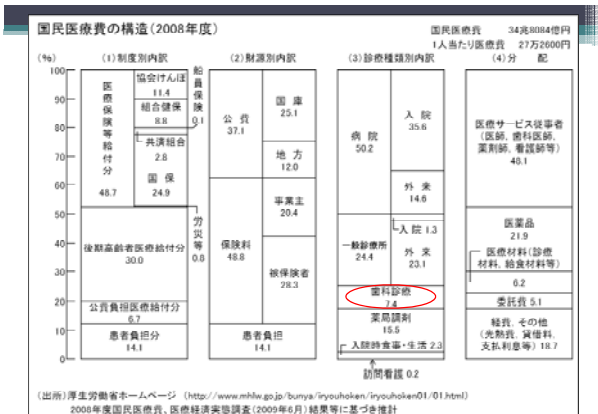 国民医療費の構造(2008年度)
国民医療費 34兆8084億円
1人当たり医療費 27万2600円
(%)
(1)制度別内訳
(2)財源別内訳
(3)診療種類別内訳
(4)分 配
100
90
80
70
60
50
40
30
20
10
0
医療保険等給付分
48.7
協会けんぽ
11.4
組合健保
8.8
共済組合
2.8
国保
24.9
船員保険
0.1
労災等
0.8
後期高齢者医療給付分
30.0
公費負担医療給付分
6.7
患者負担分
14.1
公費
37.1
国庫
25.1
地方
12.0
保険料
48.8
事業主
20.4
被保険者
28.3
患者負担
14.1
病院
50.2
入院
35.6
外来
14.6
一般診療所
24.4
入院 1.3
外来
23.1
歯科診療
7.4
薬局調剤
15.5
入院時食事・生活 2.3
訪問看護 0.2
医療サービス従事者
(医師、歯科医師、
薬剤師、看護師等)
48.1
医薬品
21.9
医療材料(診療
材料、給食材料等)
6.2
委託費 5.1
経費、その他
(光熱費、賃借料、
支払利息等) 18.7
(出所)厚生労働省ホームページ (http://www.mhlw.go.jp/bunya/iryouhoken/iryouhoken01/01.html)
2008年度国民医療費、医療経済実態調査(2009年6月)結果等に基づき推計